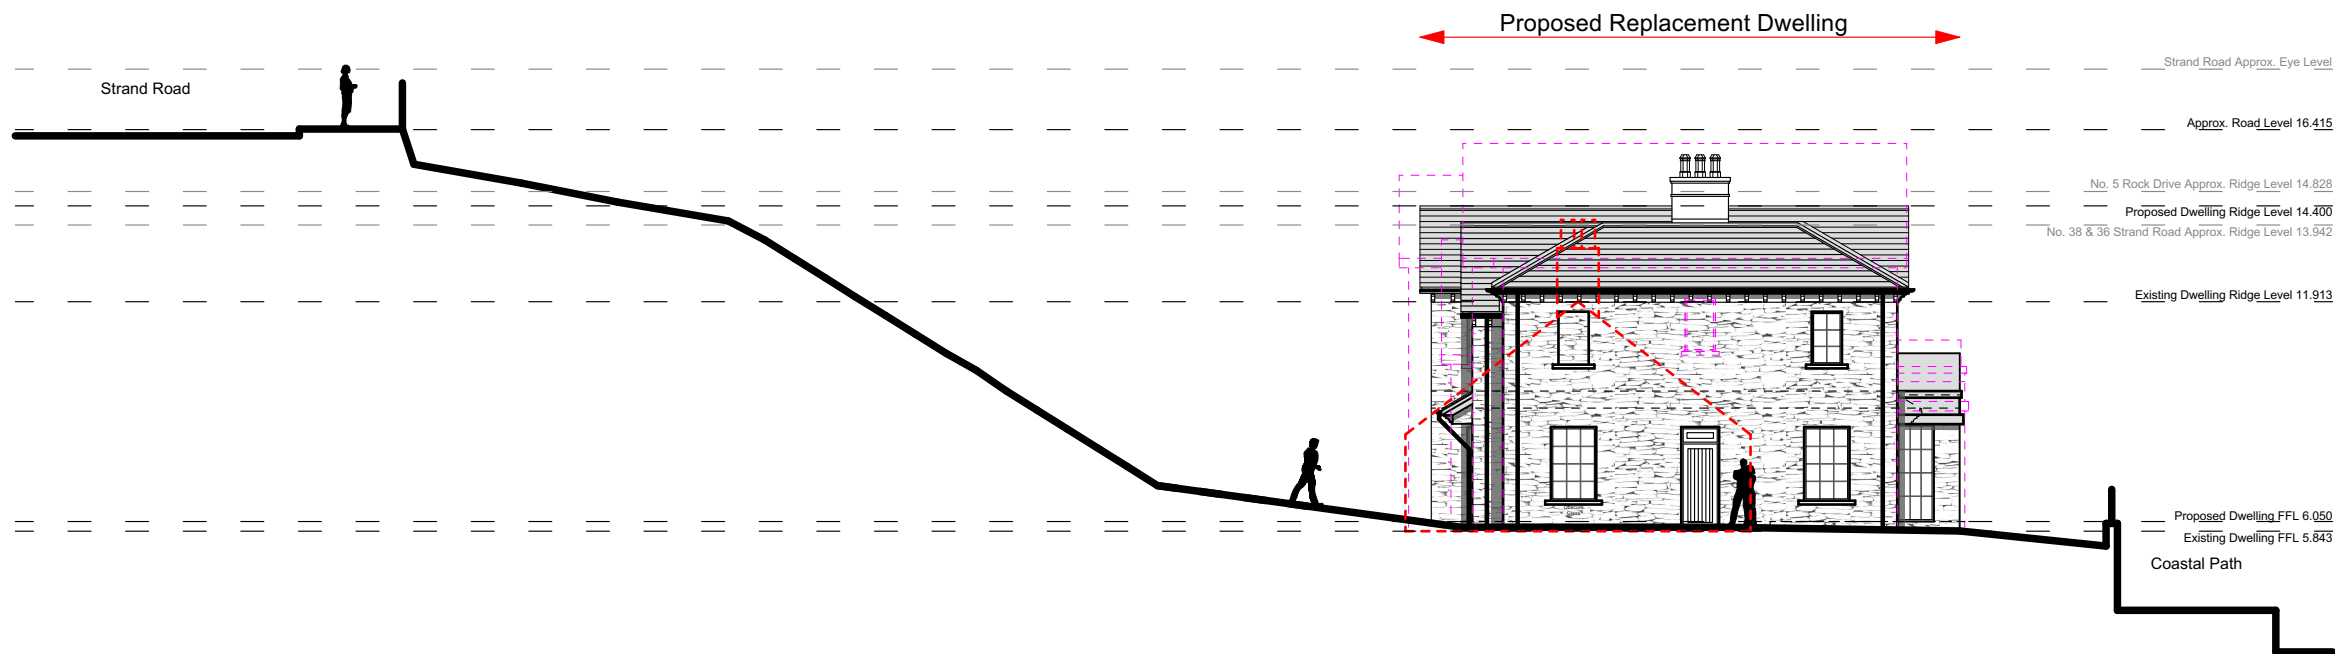 Proposed Replacement Dwelling
Strand Road Approx. Eye Level
Strand Road
Approx. Road Level 16.415
No. 5 Rock Drive Approx. Ridge Level 14.828
Proposed Dwelling Ridge Level 14.400
No. 38 & 36 Strand Road Approx. Ridge Level 13.942
Existing Dwelling Ridge Level 11.913
Obscure
Glass
Proposed Dwelling FFL 6.050
Existing Dwelling FFL 5.843
Coastal Path